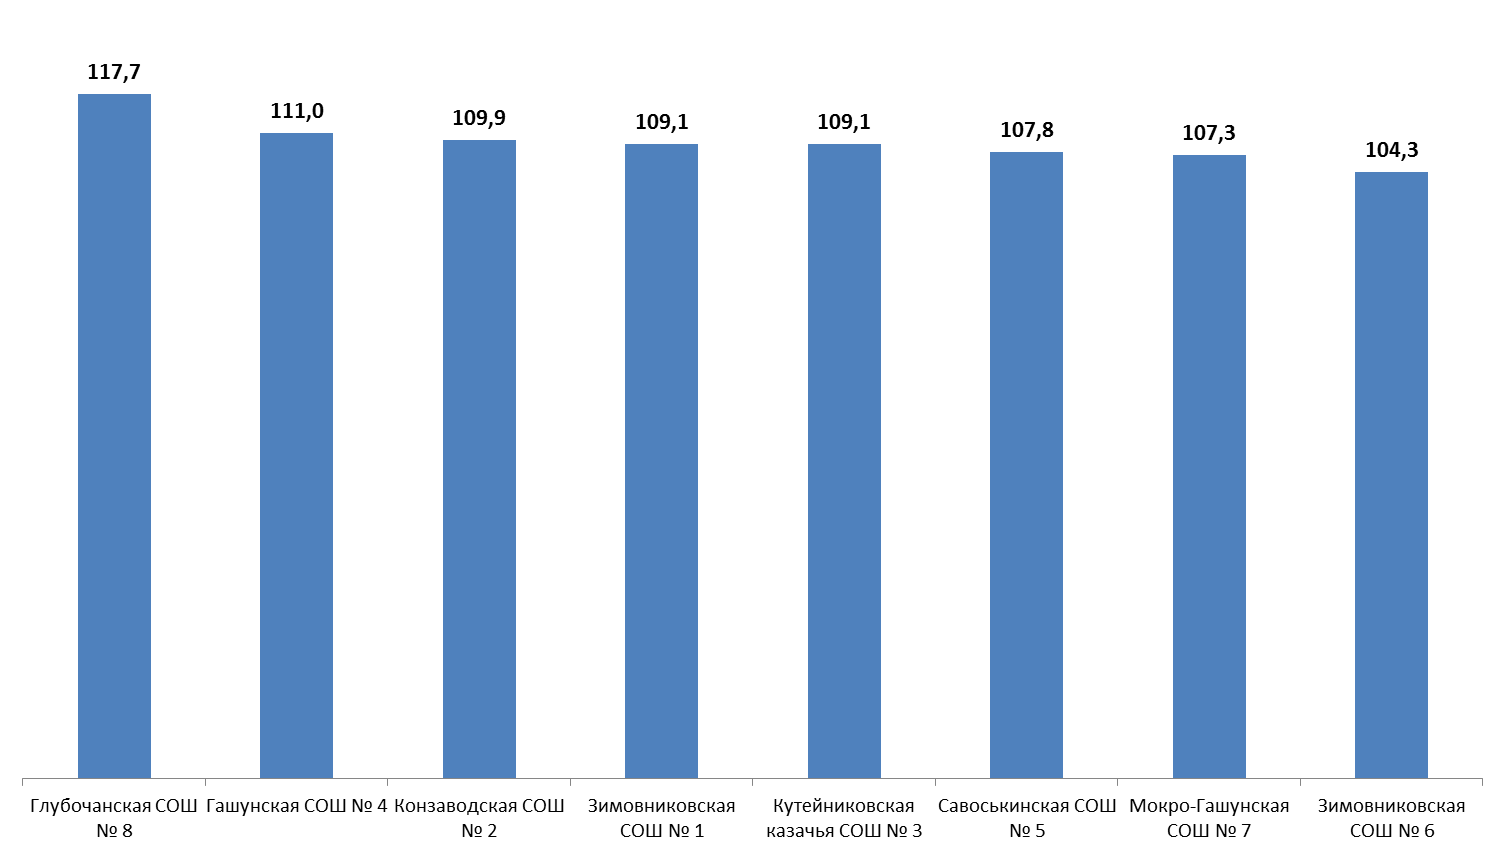 117,7
111,0
109,9
109,1
109,1
107,8
107,3
104,3
Глубочанская СОШ
№ 8
Гашунская СОШ № 4
Конзаводская СОШ
№ 2
Зимовниковская
СОШ № 1
Кутейниковская
казачья СОШ № 3
Савоськинская СОШ
№ 5
Мокро-Гашунская
СОШ № 7
Зимовниковская
СОШ № 6